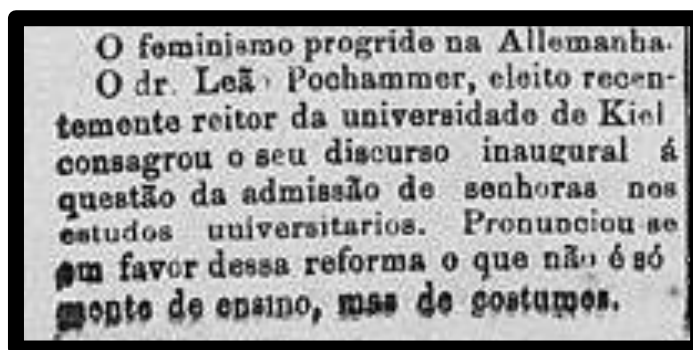 O feminismo progride na Allemanha.
O dr. Leão Pochammer, eleito recen-
temente reitor da universidade de Kiel
consagrou o seu discurso inaugural á
questão da admissão de senhoras nos
estudos universitarios. Pronunciou-se
em favor dessa reforma o que não é só
mente de ensino, mas de costumes.